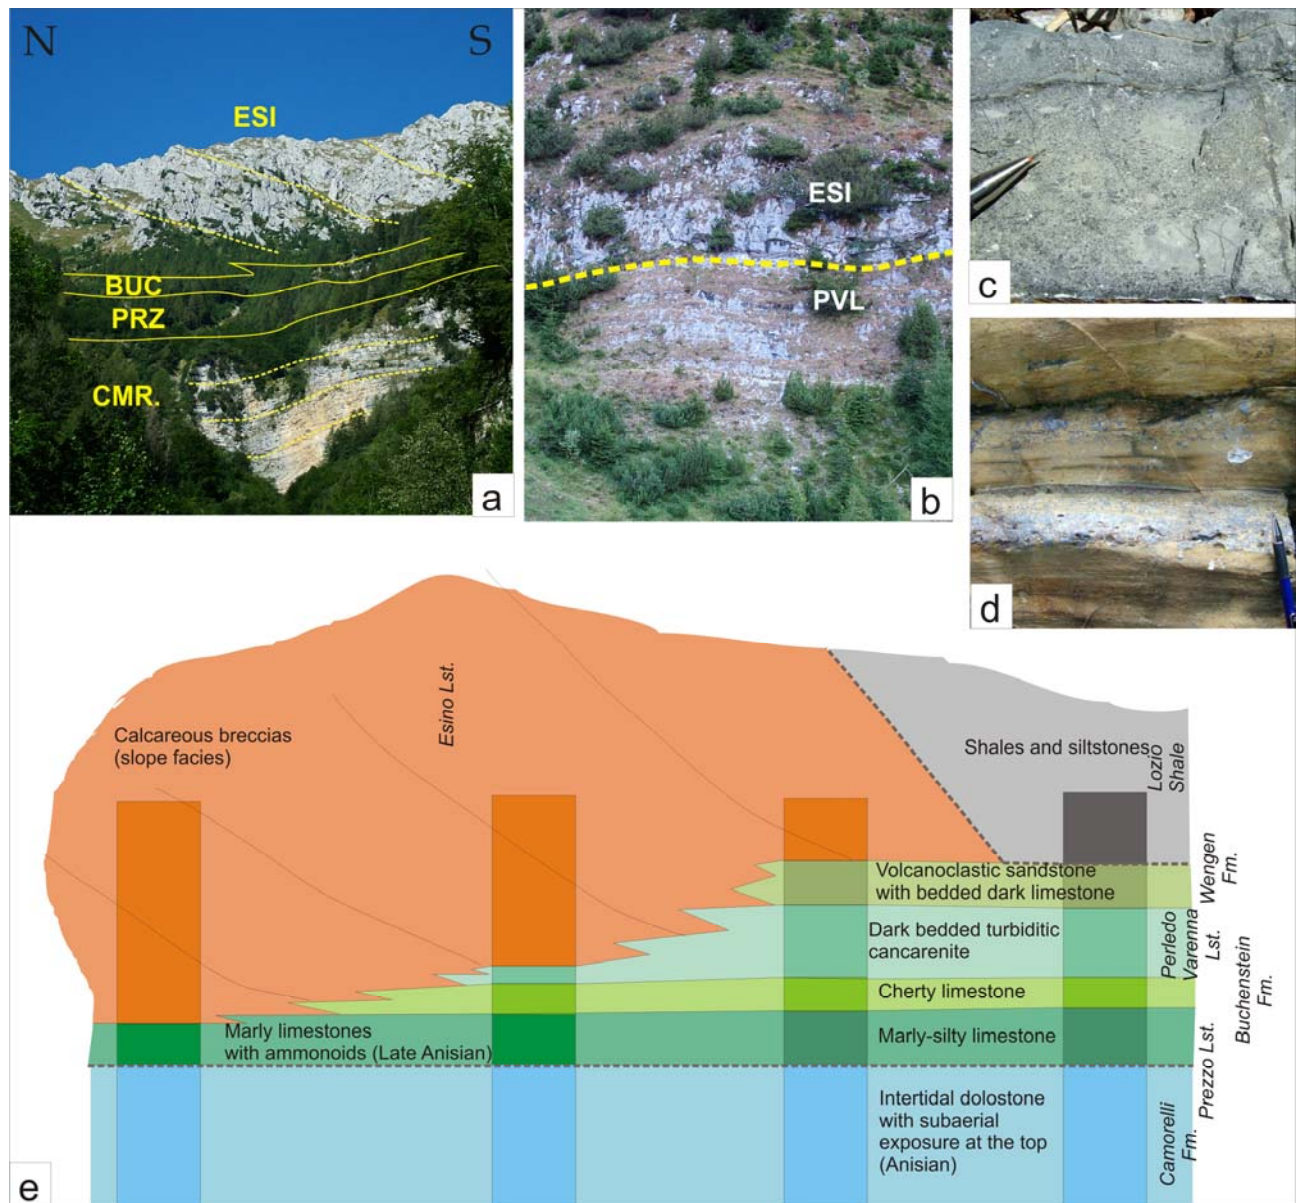 N
S
ESI
BUC
PRZ
CMR.
a
ESI
PVL
b
c
d
Esino Lst.
Calcareous breccias
(slope facies)
Shales and siltstones
Lozio
Shale
Volcanoclastic sandstone
with bedded dark limestone
Wengen
Fm.
Dark bedded turbiditic
cancarenite
Perledo
Varenna
Lst.
Cherty limestone
Buchenstein
Fm.
Marly limestones
with ammonoids (Late Anisian)
Marly-silty limestone
Prezzo Lst.
Intertidal dolostone
with subaerial
exposure at the top
(Anisian)
Camorelli
Fm.
e